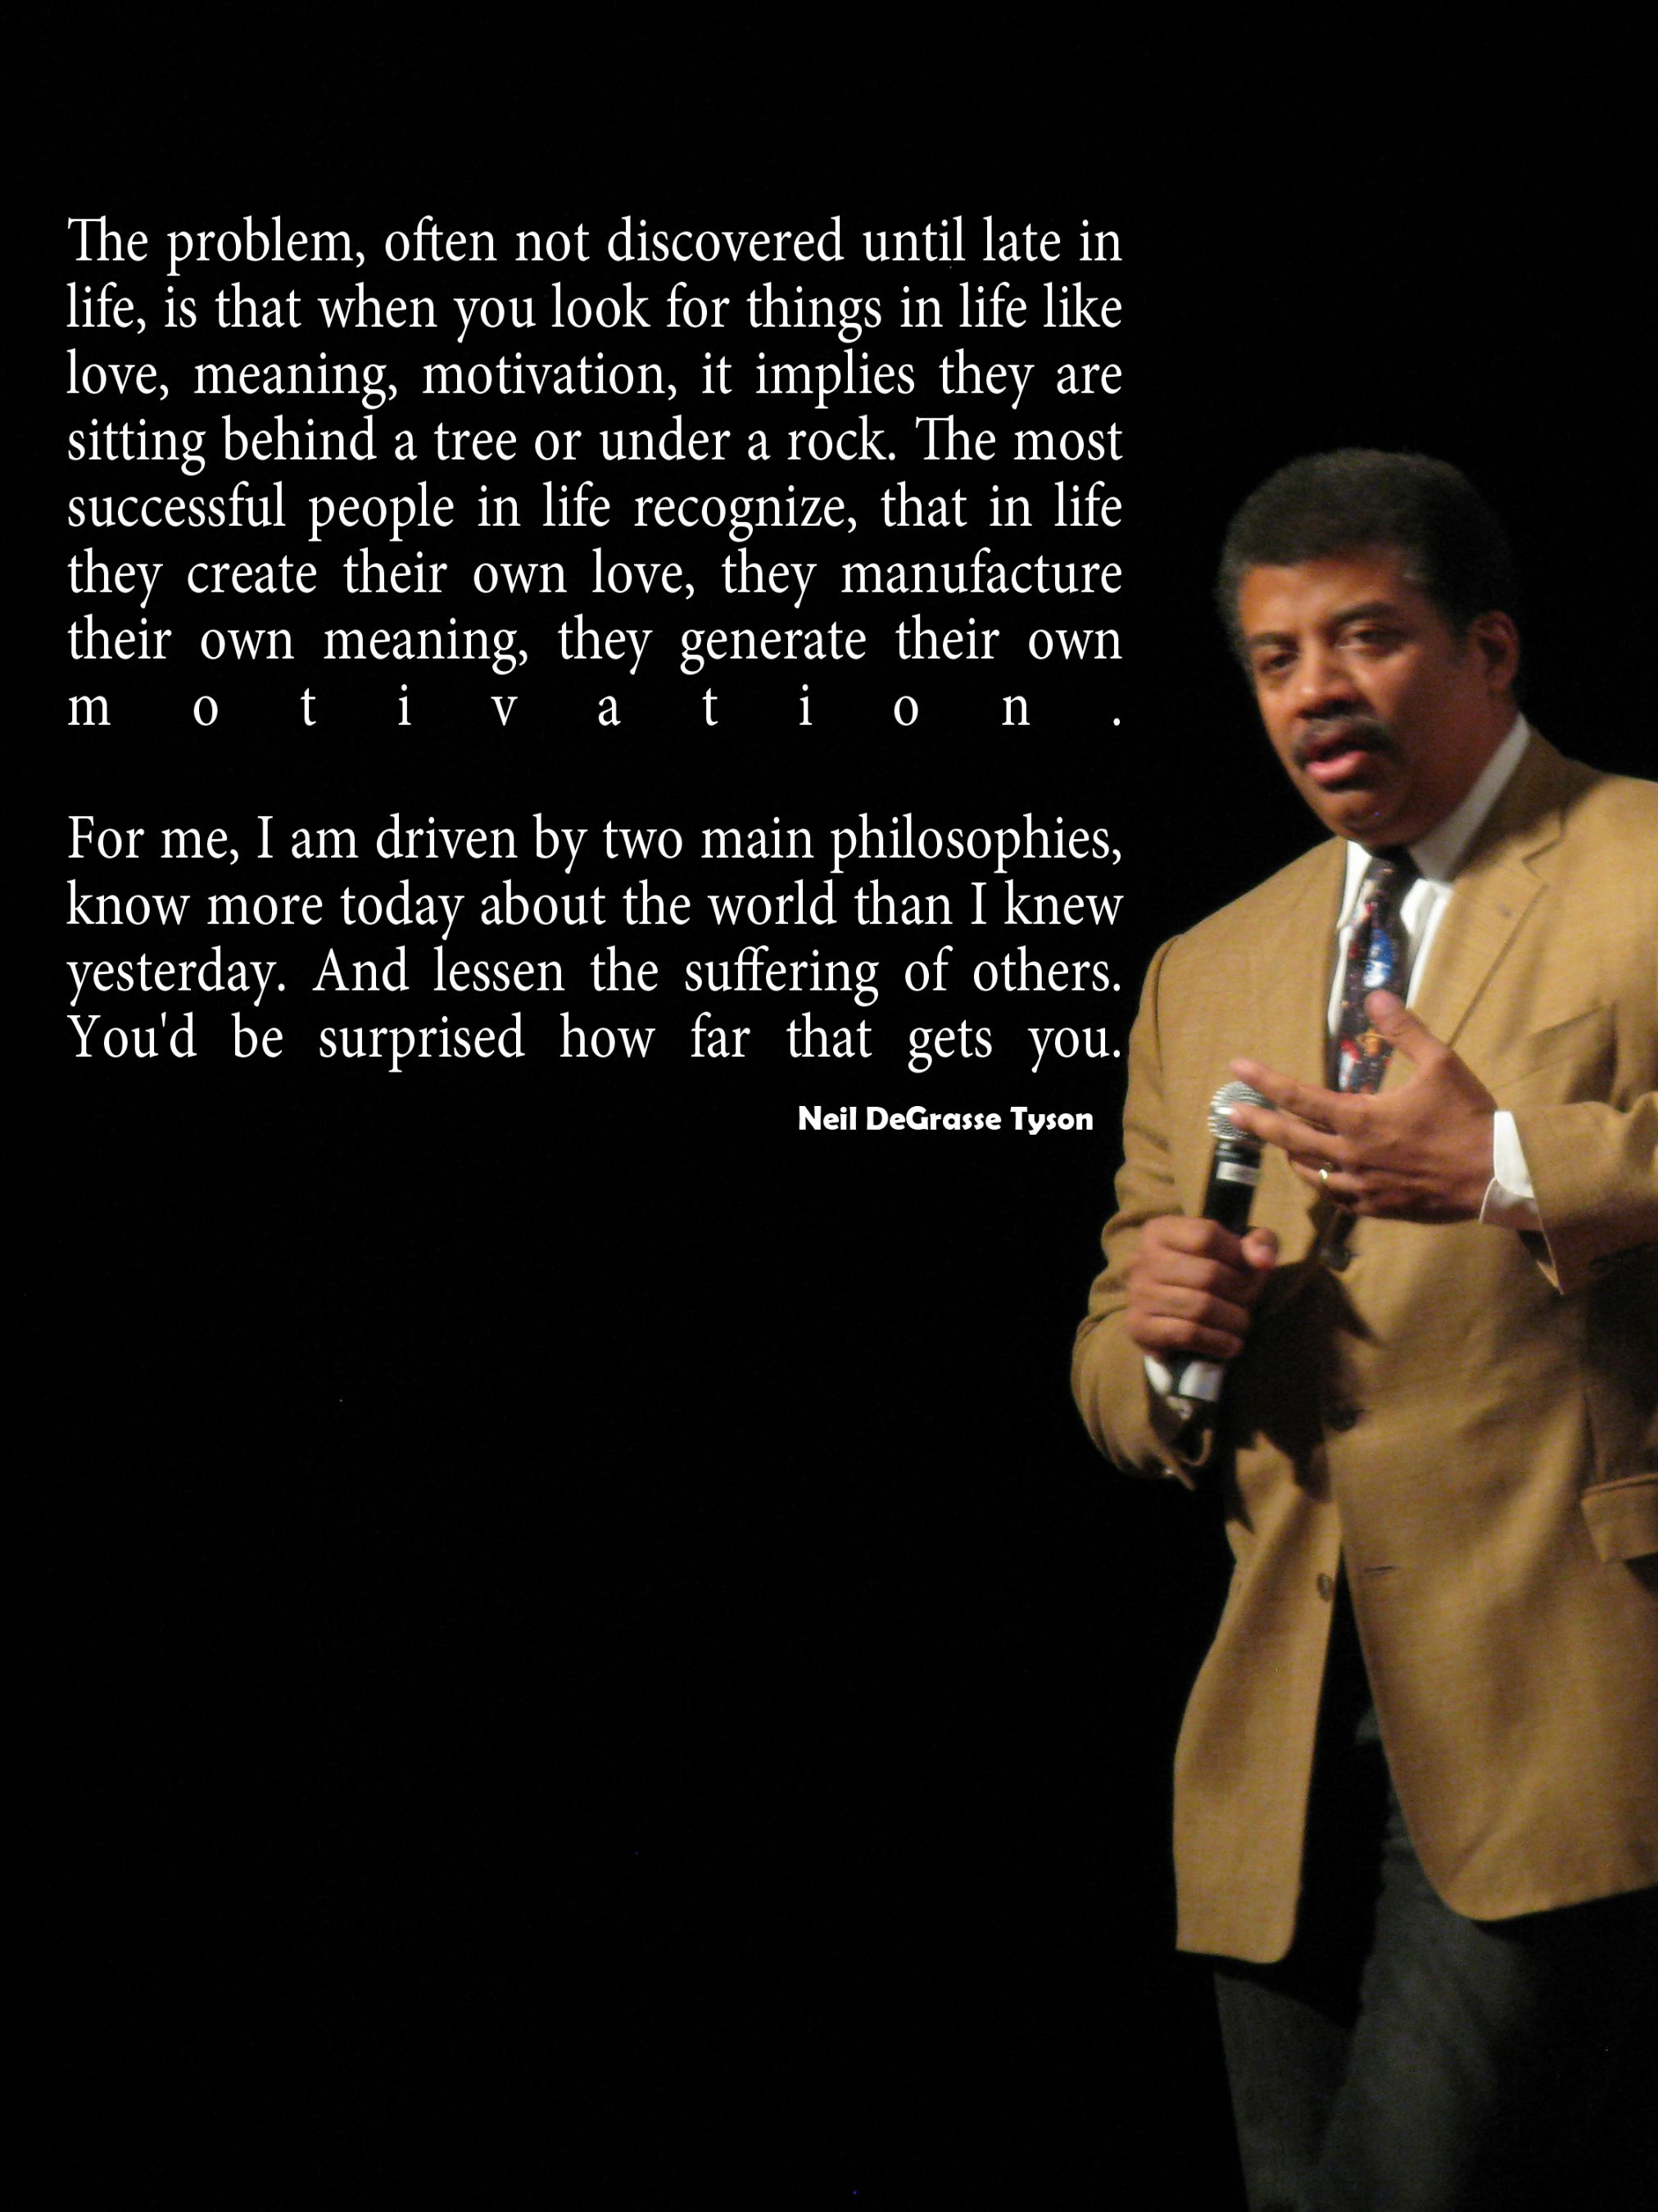 The problem, often not discovered until late in
life, is that when you look for things in life like
love, meaning, motivation, it implies they are
sitting behind a tree or under a rock. The most
successful people in life recognize, that in life
they create their own love, they manufacture
their own meaning, they generate their own
m o t i v a t i o n .
For me, I am driven by two main philosophies,
know more today about the world than I knew
yesterday. And lessen the suffering of others.
You'd be surprised how far that gets you.
Neil DeGrasse Tyson